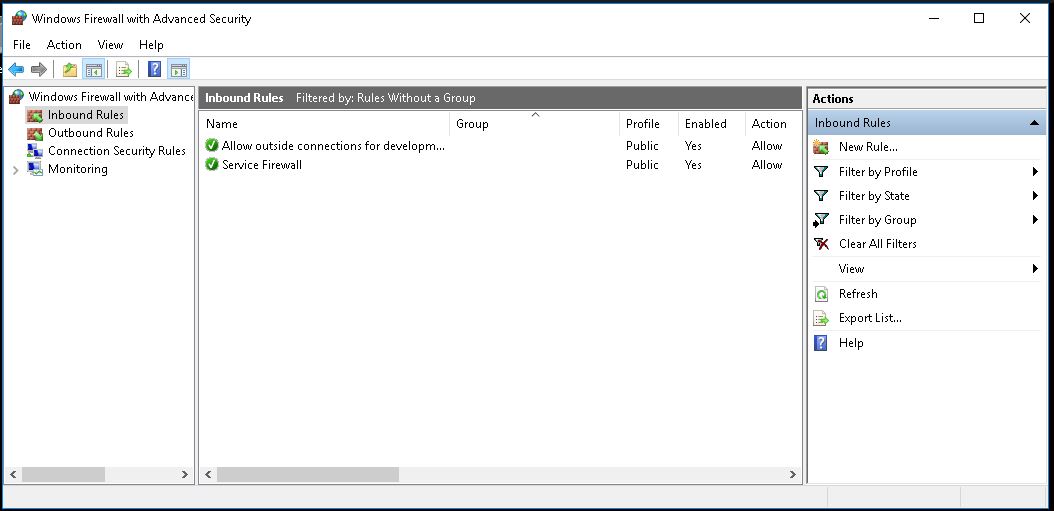 Windows Firewall with Advanced Security
File Action View Help
Windows Firewall with Advance
Inbound Rules
Outbound Rules
Connection Security Rules
Monitoring
Inbound Rules Filtered by: Rules Without a Group
Name Group Profile Enabled Action
Allow outside connections for developm... Public Yes Allow
Service Firewall Public Yes Allow
Actions
Inbound Rules
New Rule...
Filter by Profile
Filter by State
Filter by Group
Clear All Filters
View
Refresh
Export List...
Help